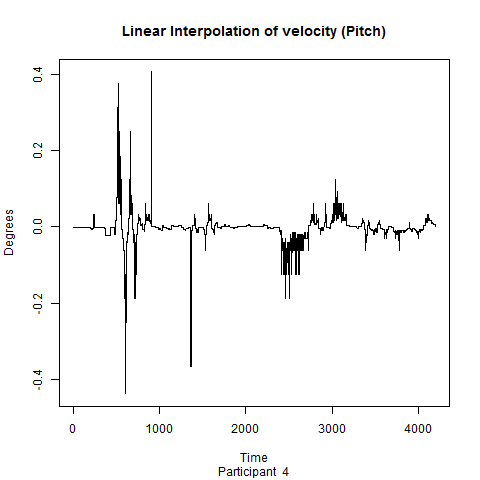 Linear Interpolation of velocity (Pitch)
0.4
0.2
0.0
-0.2
-0.4
Degrees
0 1000 2000 3000 4000
Time
Participant 4